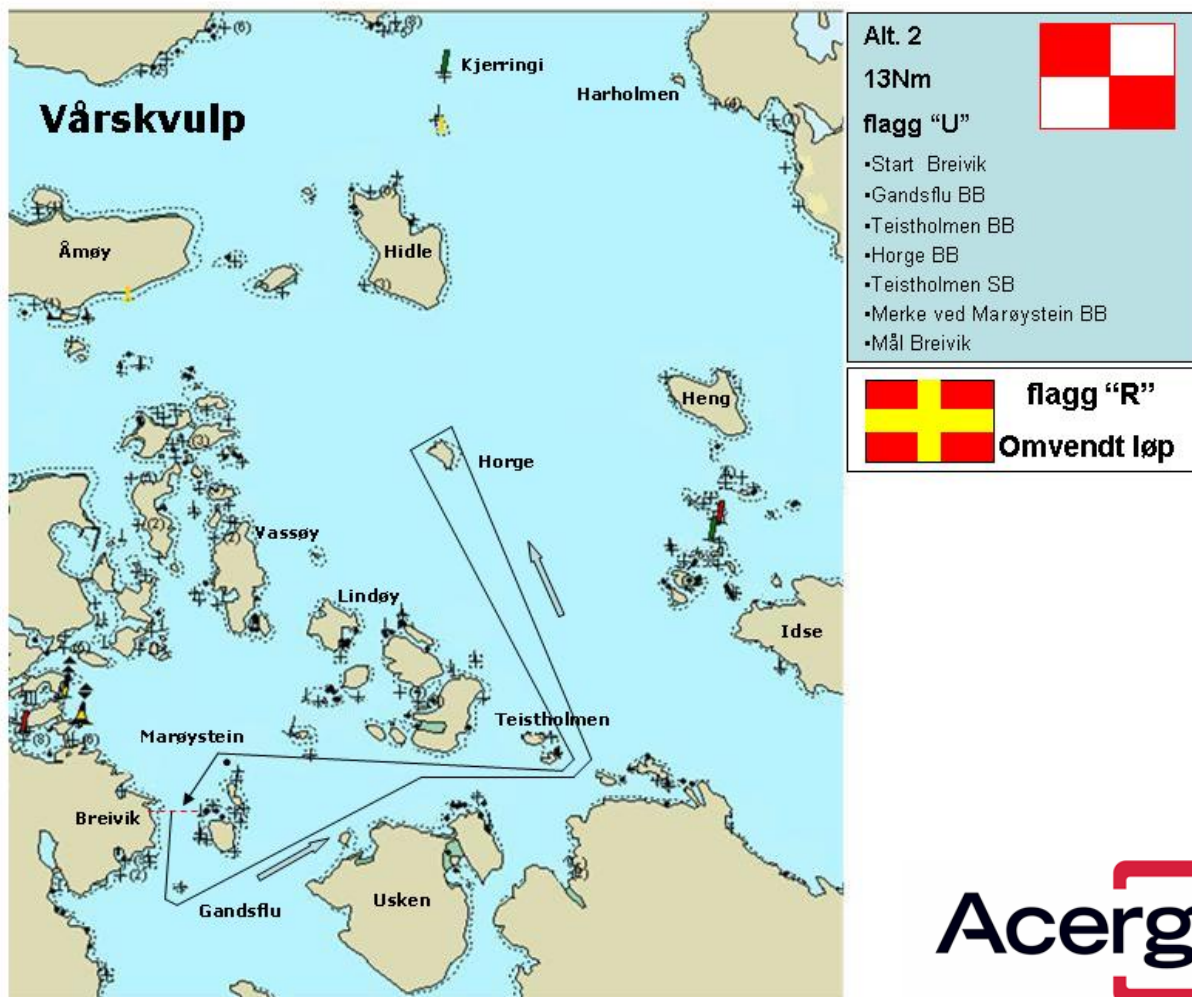 Vårskvulp
Kjerringi
Harholmen
Åmøy
Hidle
Heng
Horge
Vassøy
Lindøy
Idse
Teistholmen
Marøystein
Breivik
Gandsflu
Usken
Alt. 2
13Nm
flagg “U”
•Start Breivik
•Gandsflu BB
•Teistholmen BB
•Horge BB
•Teistholmen SB
•Merke ved Marøystein BB
•Mål Breivik
flagg “R”
Omvendt løp
Acerg